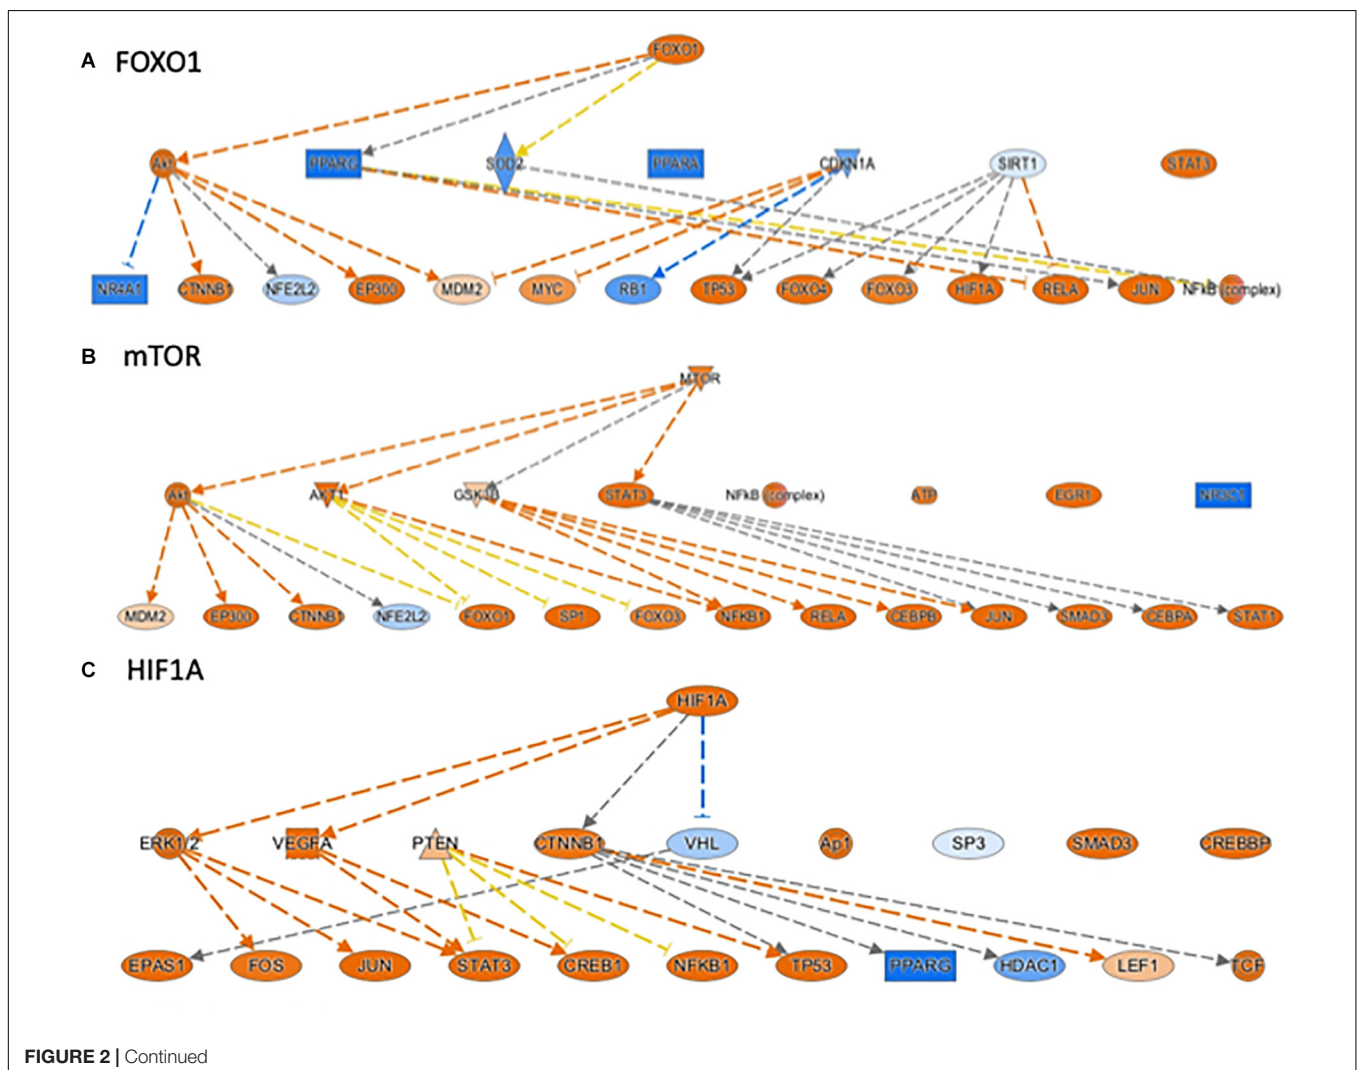 A FOXO1
FOXO1
Akt PPARG SOD2 PPARA CDKN1A SIRT1 STAT3
NR4A1 CTNNB1 NFE2L2 EP300 MDM2 MYC RB1 TP53 FOXO4 FOXO3 HIF1A RELA JUN NFkB (complex)
B mTOR
MTOR
Akt AKT1 GSK3B STAT3 NFkB (complex) ATP EGR1 NR3C1
MDM2 EP300 CTNNB1 NFE2L2 FOXO1 SP1 FOXO3 NFKB1 RELA CEBPB JUN SMAD3 CEBPA STAT1
C HIF1A
HIF1A
ERK1/2 VEGFA PTEN CTNNB1 VHL Ap1 SP3 SMAD3 CREBBP
EPAS1 FOS JUN STAT3 CREB1 NFKB1 TP53 PPARG HDAC1 LEF1 TCF
FIGURE 2 | Continued